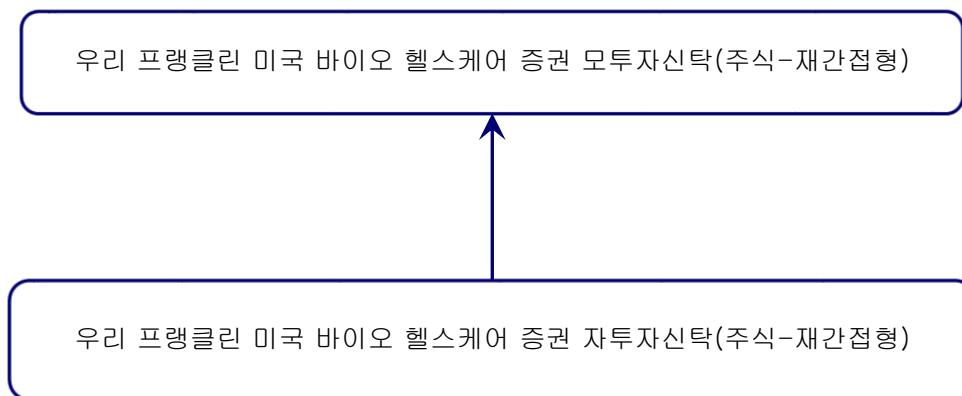 우리 프랭클린 미국 바이오 헬스케어 증권 모투자신탁(주식-재간접형)
우리 프랭클린 미국 바이오 헬스케어 증권 자투자신탁(주식-재간접형)